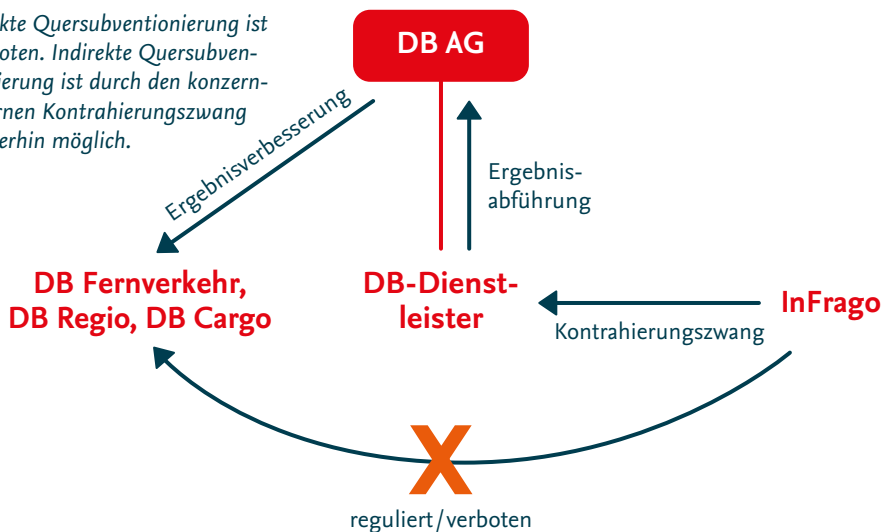 kte Quersubventionierung ist
oten. Indirekte Quersubven-
ierung ist durch den konzern-
rnen Kontrahierungszwang
erhin möglich.
DB AG
Ergebnisverbesserung
Ergebnis-
abführung
DB Fernverkehr,
DB Regio, DB Cargo
DB-Dienst-
leister
InFrago
Kontrahierungszwang
X
reguliert/verboten